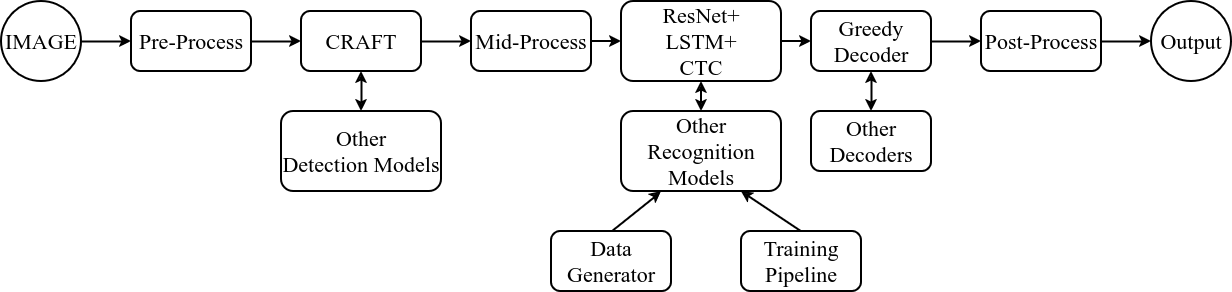 IMAGE
Pre-Process
CRAFT
Mid-Process
ResNet+
LSTM+
CTC
Greedy
Decoder
Post-Process
Output
Other
Detection Models
Other
Recognition
Models
Other
Decoders
Data
Generator
Training
Pipeline